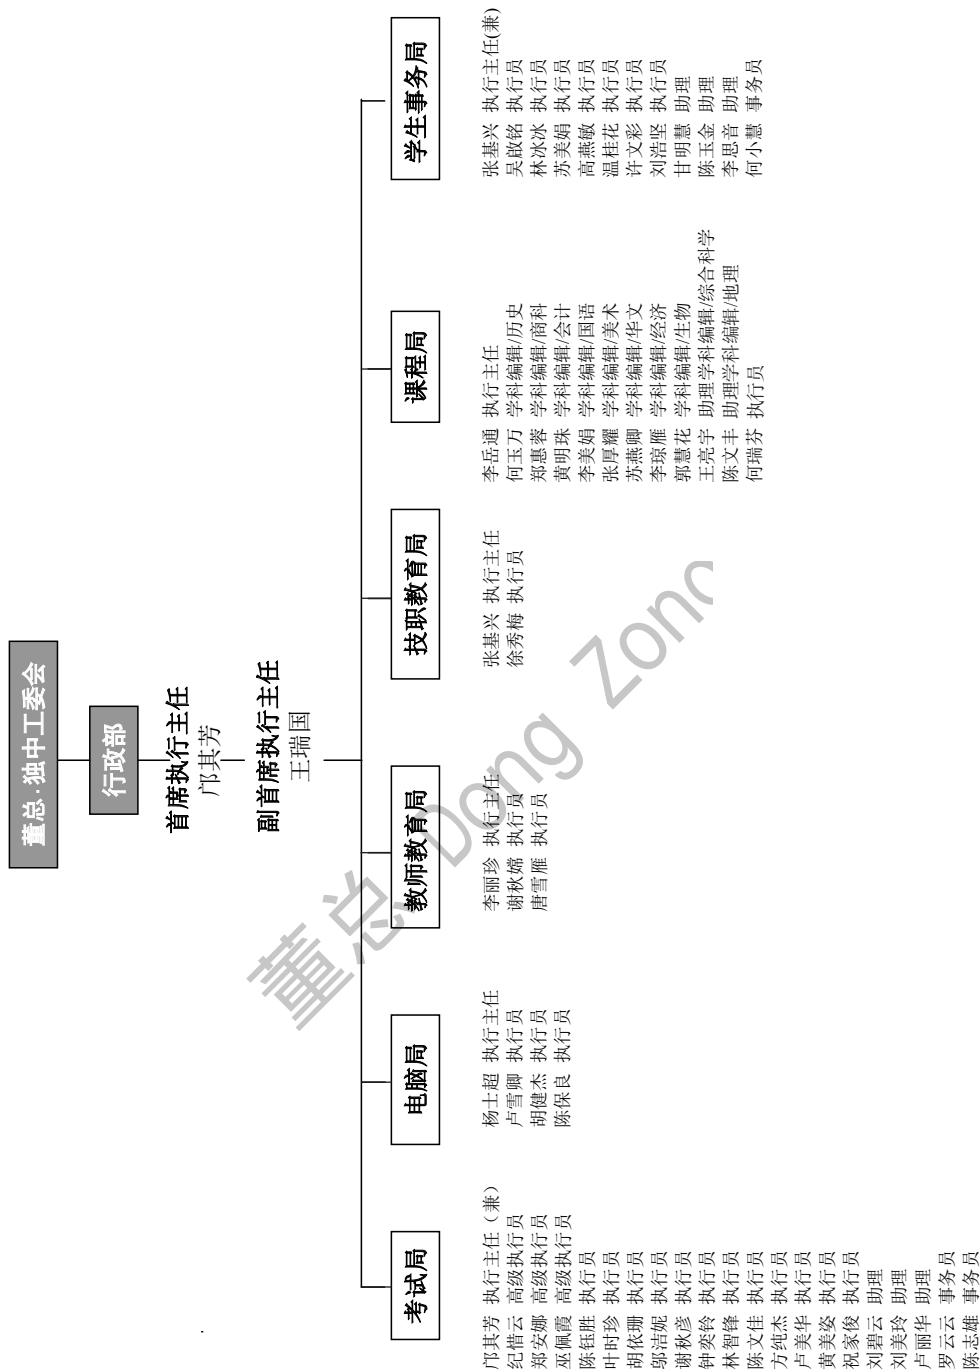 董总.独中工委会
行政部
首席执行主任
邝其芳
副首席执行主任
王瑞国
考试局
邝其芳 执行主任（兼）
纪惜云 高级执行员
郑安娜 高级执行员
巫佩霞 高级执行员
陈钰胜 执行员
叶时珍 执行员
胡依珊 执行员
邬洁妮 执行员
谢秋彦 执行员
钟奕铃 执行员
林智锋 执行员
陈文佳 执行员
方纯杰 执行员
卢美华 执行员
黄美姿 执行员
祝家俊 执行员
刘碧云 助理
刘美玲 助理
卢丽华 助理
罗云云 事务员
陈志雄 事务员
电脑局
杨士超 执行主任
卢雪卿 执行员
胡健杰 执行员
陈保良 执行员
教师教育局
李丽珍 执行主任
谢秋嫦 执行员
唐雪雁 执行员
技职教育局
张基兴 执行主任
徐秀梅 执行员
课程局
李岳通 执行主任
何玉万 学科编辑/历史
郑惠蓉 学科编辑/商科
黄明珠 学科编辑/会计
李美娟 学科编辑/国语
张厚耀 学科编辑/美术
苏燕卿 学科编辑/华文
李琼雁 学科编辑/经济
郭慧花 学科编辑/生物
王亮宇 助理学科编辑/综合科学
陈文丰 助理学科编辑/地理
何瑞芬 执行员
学生事务局
张基兴 执行主任(兼)
吴啟铭 执行员
林冰冰 执行员
苏美娟 执行员
高燕敏 执行员
温桂花 执行员
许文彩 执行员
刘浩坚 执行员
甘明慧 助理
陈玉金 助理
李思音 助理
何小慧 事务员
董总 Dong Zong